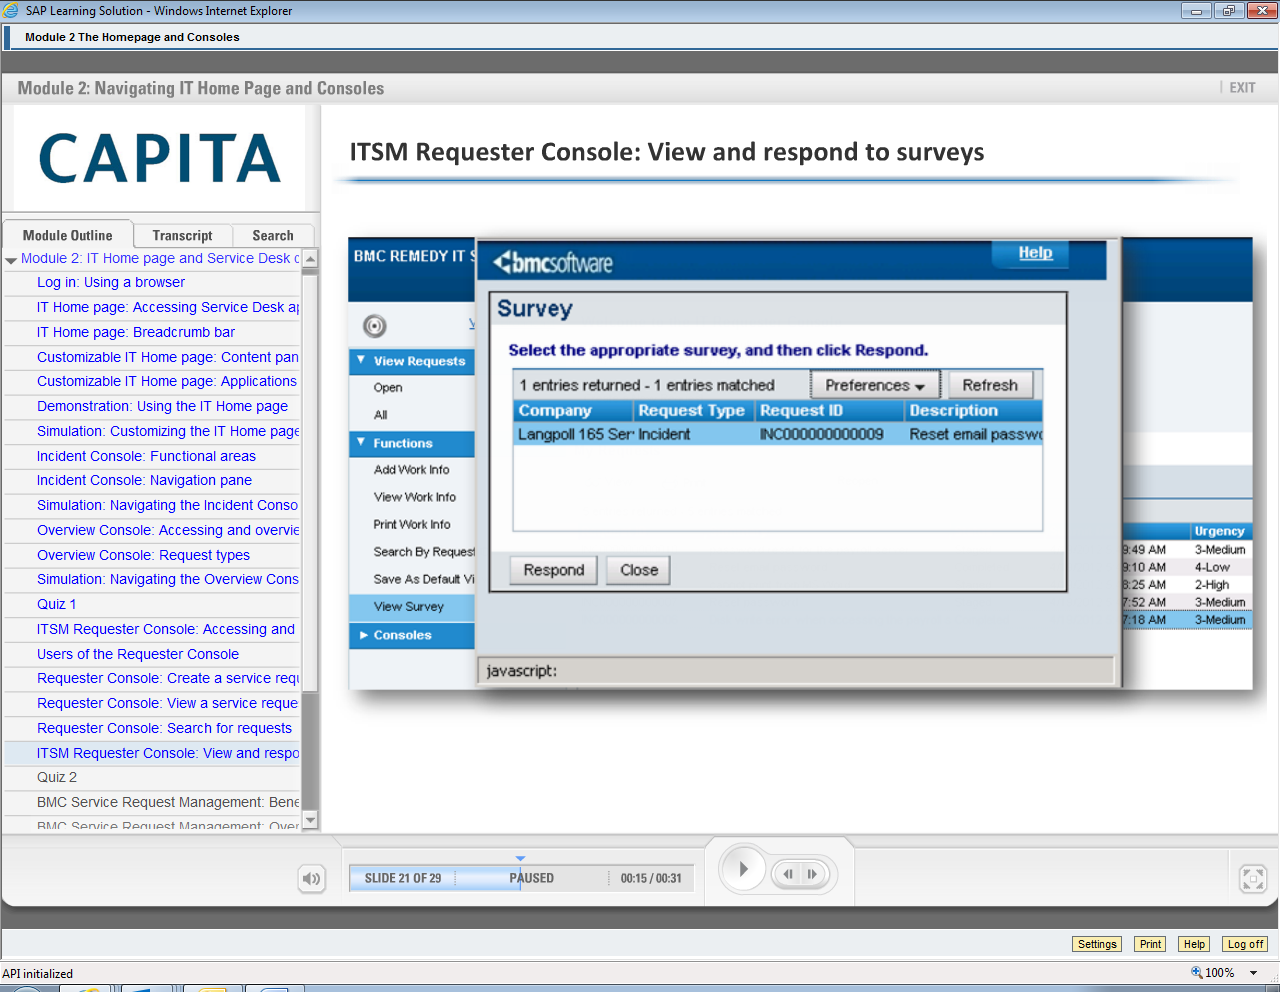 SAP Learning Solution - Windows Internet Explorer
Module 2 The Homepage and Consoles
Module 2: Navigating IT Home Page and Consoles
EXIT
CAPITA
ITSM Requester Console: View and respond to surveys
Module Outline
Transcript
Search
Module 2: IT Home page and Service Desk c
Log in: Using a browser
IT Home page: Accessing Service Desk ap
IT Home page: Breadcrumb bar
Customizable IT Home page: Content pan
Customizable IT Home page: Applications
Demonstration: Using the IT Home page
Simulation: Customizing the IT Home page
Incident Console: Functional areas
Incident Console: Navigation pane
Simulation: Navigating the Incident Conso
Overview Console: Accessing and overvie
Overview Console: Request types
Simulation: Navigating the Overview Cons
Quiz 1
ITSM Requester Console: Accessing and
Users of the Requester Console
Requester Console: Create a service requ
Requester Console: View a service reque
Requester Console: Search for requests
ITSM Requester Console: View and respo
Quiz 2
BMC Service Request Management: Bene
BMC Service Request Management: Over
BMC REMEDY IT S
V
View Requests
Open
All
Functions
Add Work Info
View Work Info
Print Work Info
Search By Request
Save As Default Vi
View Survey
Consoles
bmcsoftware
Help
Survey
Select the appropriate survey, and then click Respond.
1 entries returned - 1 entries matched
Preferences
Refresh
Company Request Type Request ID Description
Langpoll 165 Ser Incident INC000000000009 Reset email passwo
Respond
Close
javascript:
Urgency
9:49 AM 3-Medium
9:10 AM 4-Low
8:25 AM 2-High
7:52 AM 3-Medium
7:18 AM 3-Medium
SLIDE 21 OF 29
PAUSED
00:15 / 00:31
Settings
Print
Help
Log off
API initialized
100%